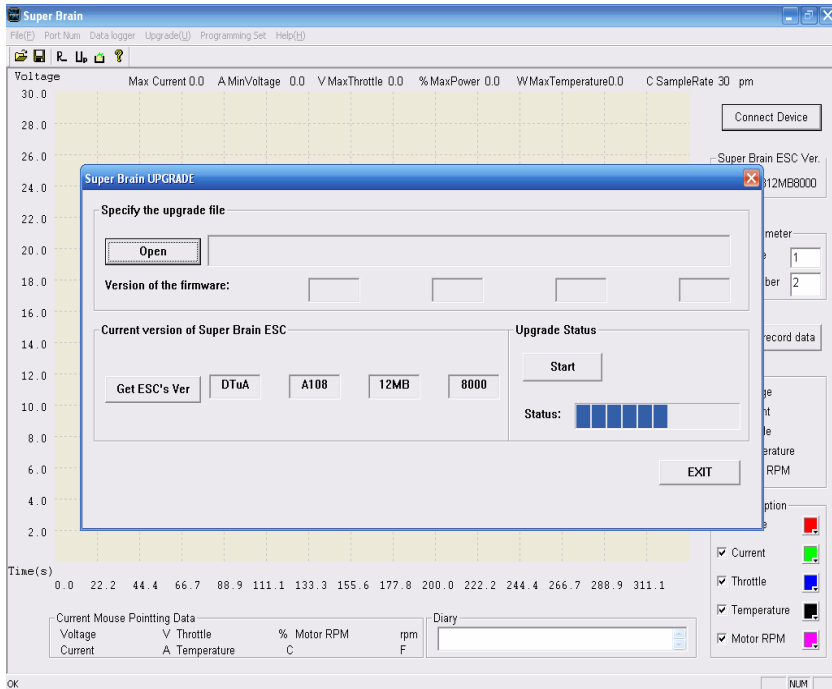 Super Brain
File(F) Port Num Data logger Upgrade(U) Programming Set Help(H)
Voltage Max Current 0.0 A MinVoltage 0.0 V MaxThrottle 0.0 % MaxPower 0.0 W MaxTemperature0.0 C SampleRate 30 pm
30.0
28.0
26.0
24.0
22.0
20.0
18.0
16.0
14.0
12.0
10.0
8.0
6.0
4.0
2.0
Connect Device
Super Brain ESC Ver.
12MB8000
1
2
Super Brain UPGRADE
Specify the upgrade file
Open
Version of the firmware:
Current version of Super Brain ESC
Get ESC's Ver DTuA A108 12MB 8000
Upgrade Status
Start
Status:
EXIT
meter
ber
ecord data
ge
nt
le
erature
RPM
ption
Current
Throttle
Temperature
Motor RPM
Time(s)
0.0 22.2 44.4 66.7 88.9 111.1 133.3 155.6 177.8 200.0 222.2 244.4 266.7 288.9 311.1
Current Mouse Pointting Data
Voltage V Throttle % Motor RPM rpm
Current A Temperature C F
Diary
OK NUM